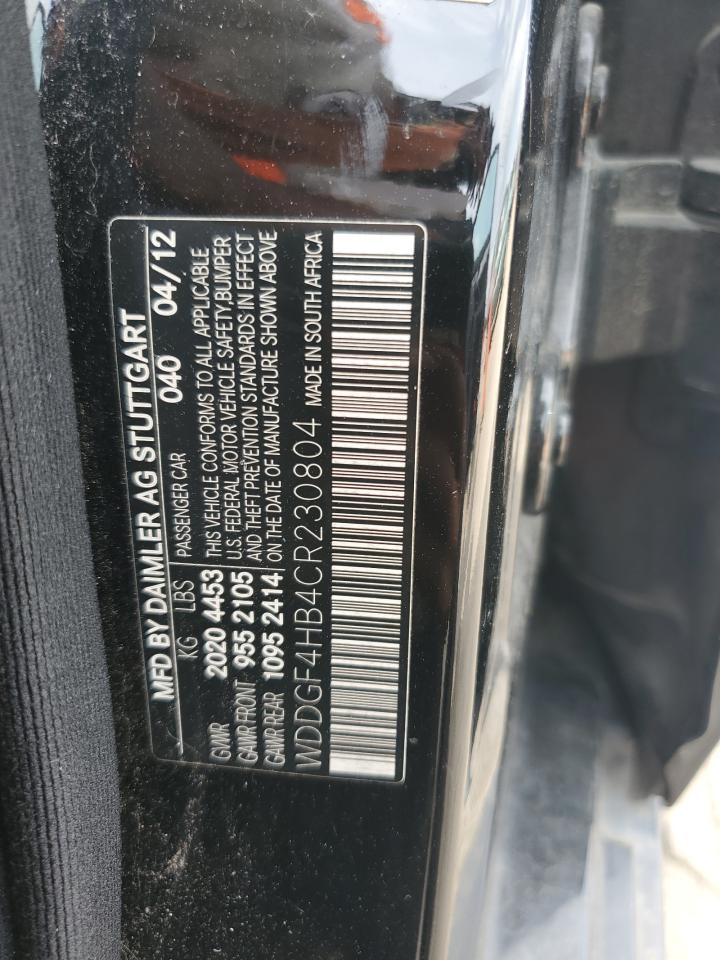 MFD BY DAIMLER AG STUTTGART
KG LBS PASSENGER CAR 040 04/12
GVWR 2020 4453 THIS VEHICLE CONFORMS TO ALL APPLICABLE
U.S. FEDERAL MOTOR VEHICLE SAFETY,BUMPER
GAWR FRONT 955 2105 AND THEFT PREVENTION STANDARDS IN EFFECT
GAWR REAR 1095 2414 ON THE DATE OF MANUFACTURE SHOWN ABOVE
WDDGF4HB4CR230804 MADE IN SOUTH AFRICA